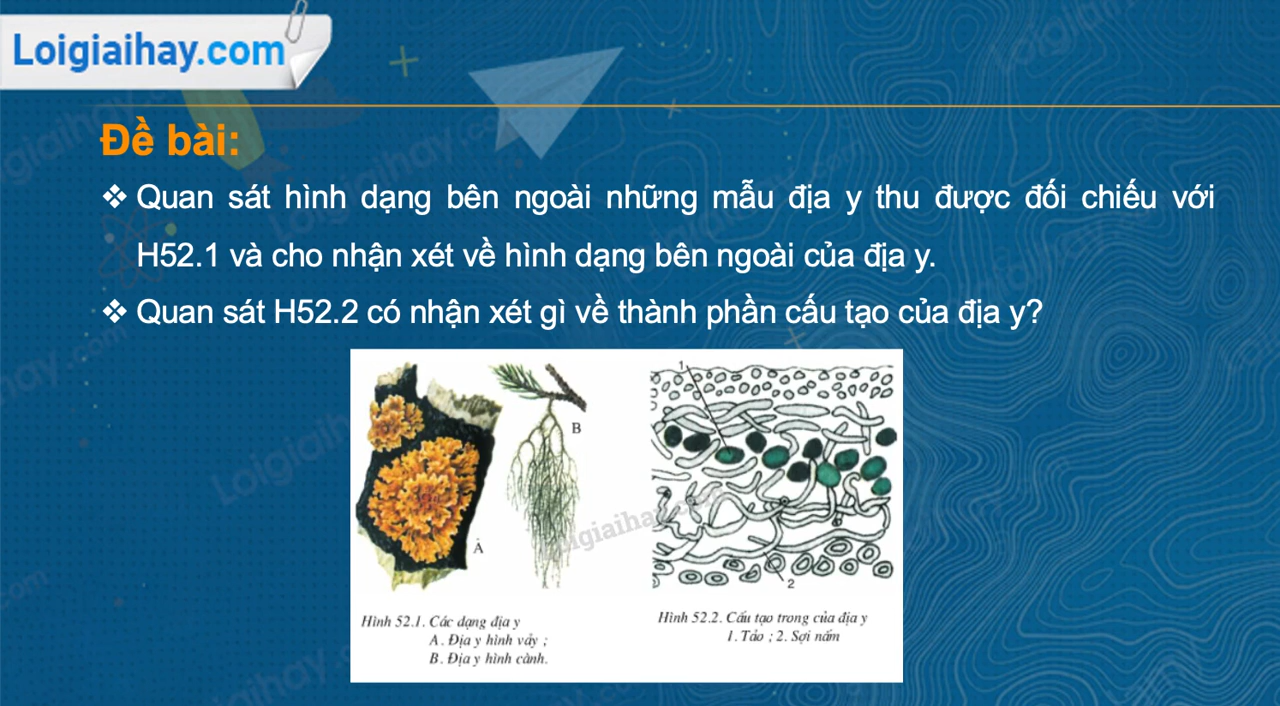 Loigiaihay.com
Đề bài:
❖ Quan sát hình dạng bên ngoài những mẫu địa y thu được đối chiếu với
H52.1 và cho nhận xét về hình dạng bên ngoài của địa y.
❖ Quan sát H52.2 có nhận xét gì về thành phần cấu tạo của địa y?
1
B
A
2
loigiaihay.com
Hình 52.1. Các dạng địa y
A. Địa y hình vảy ;
B. Địa y hình cành.
Hình 52.2. Cấu tạo trong của địa y
1. Tảo ; 2. Sợi nấm